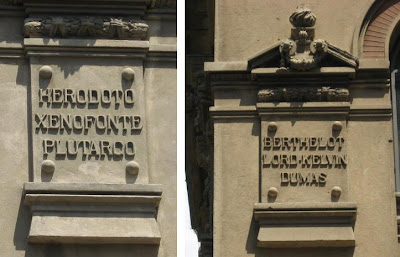 HERODOTO
XENOFONTE
PLUTARCO
BERTHELOT
LORD-KELVIN
DUMAS